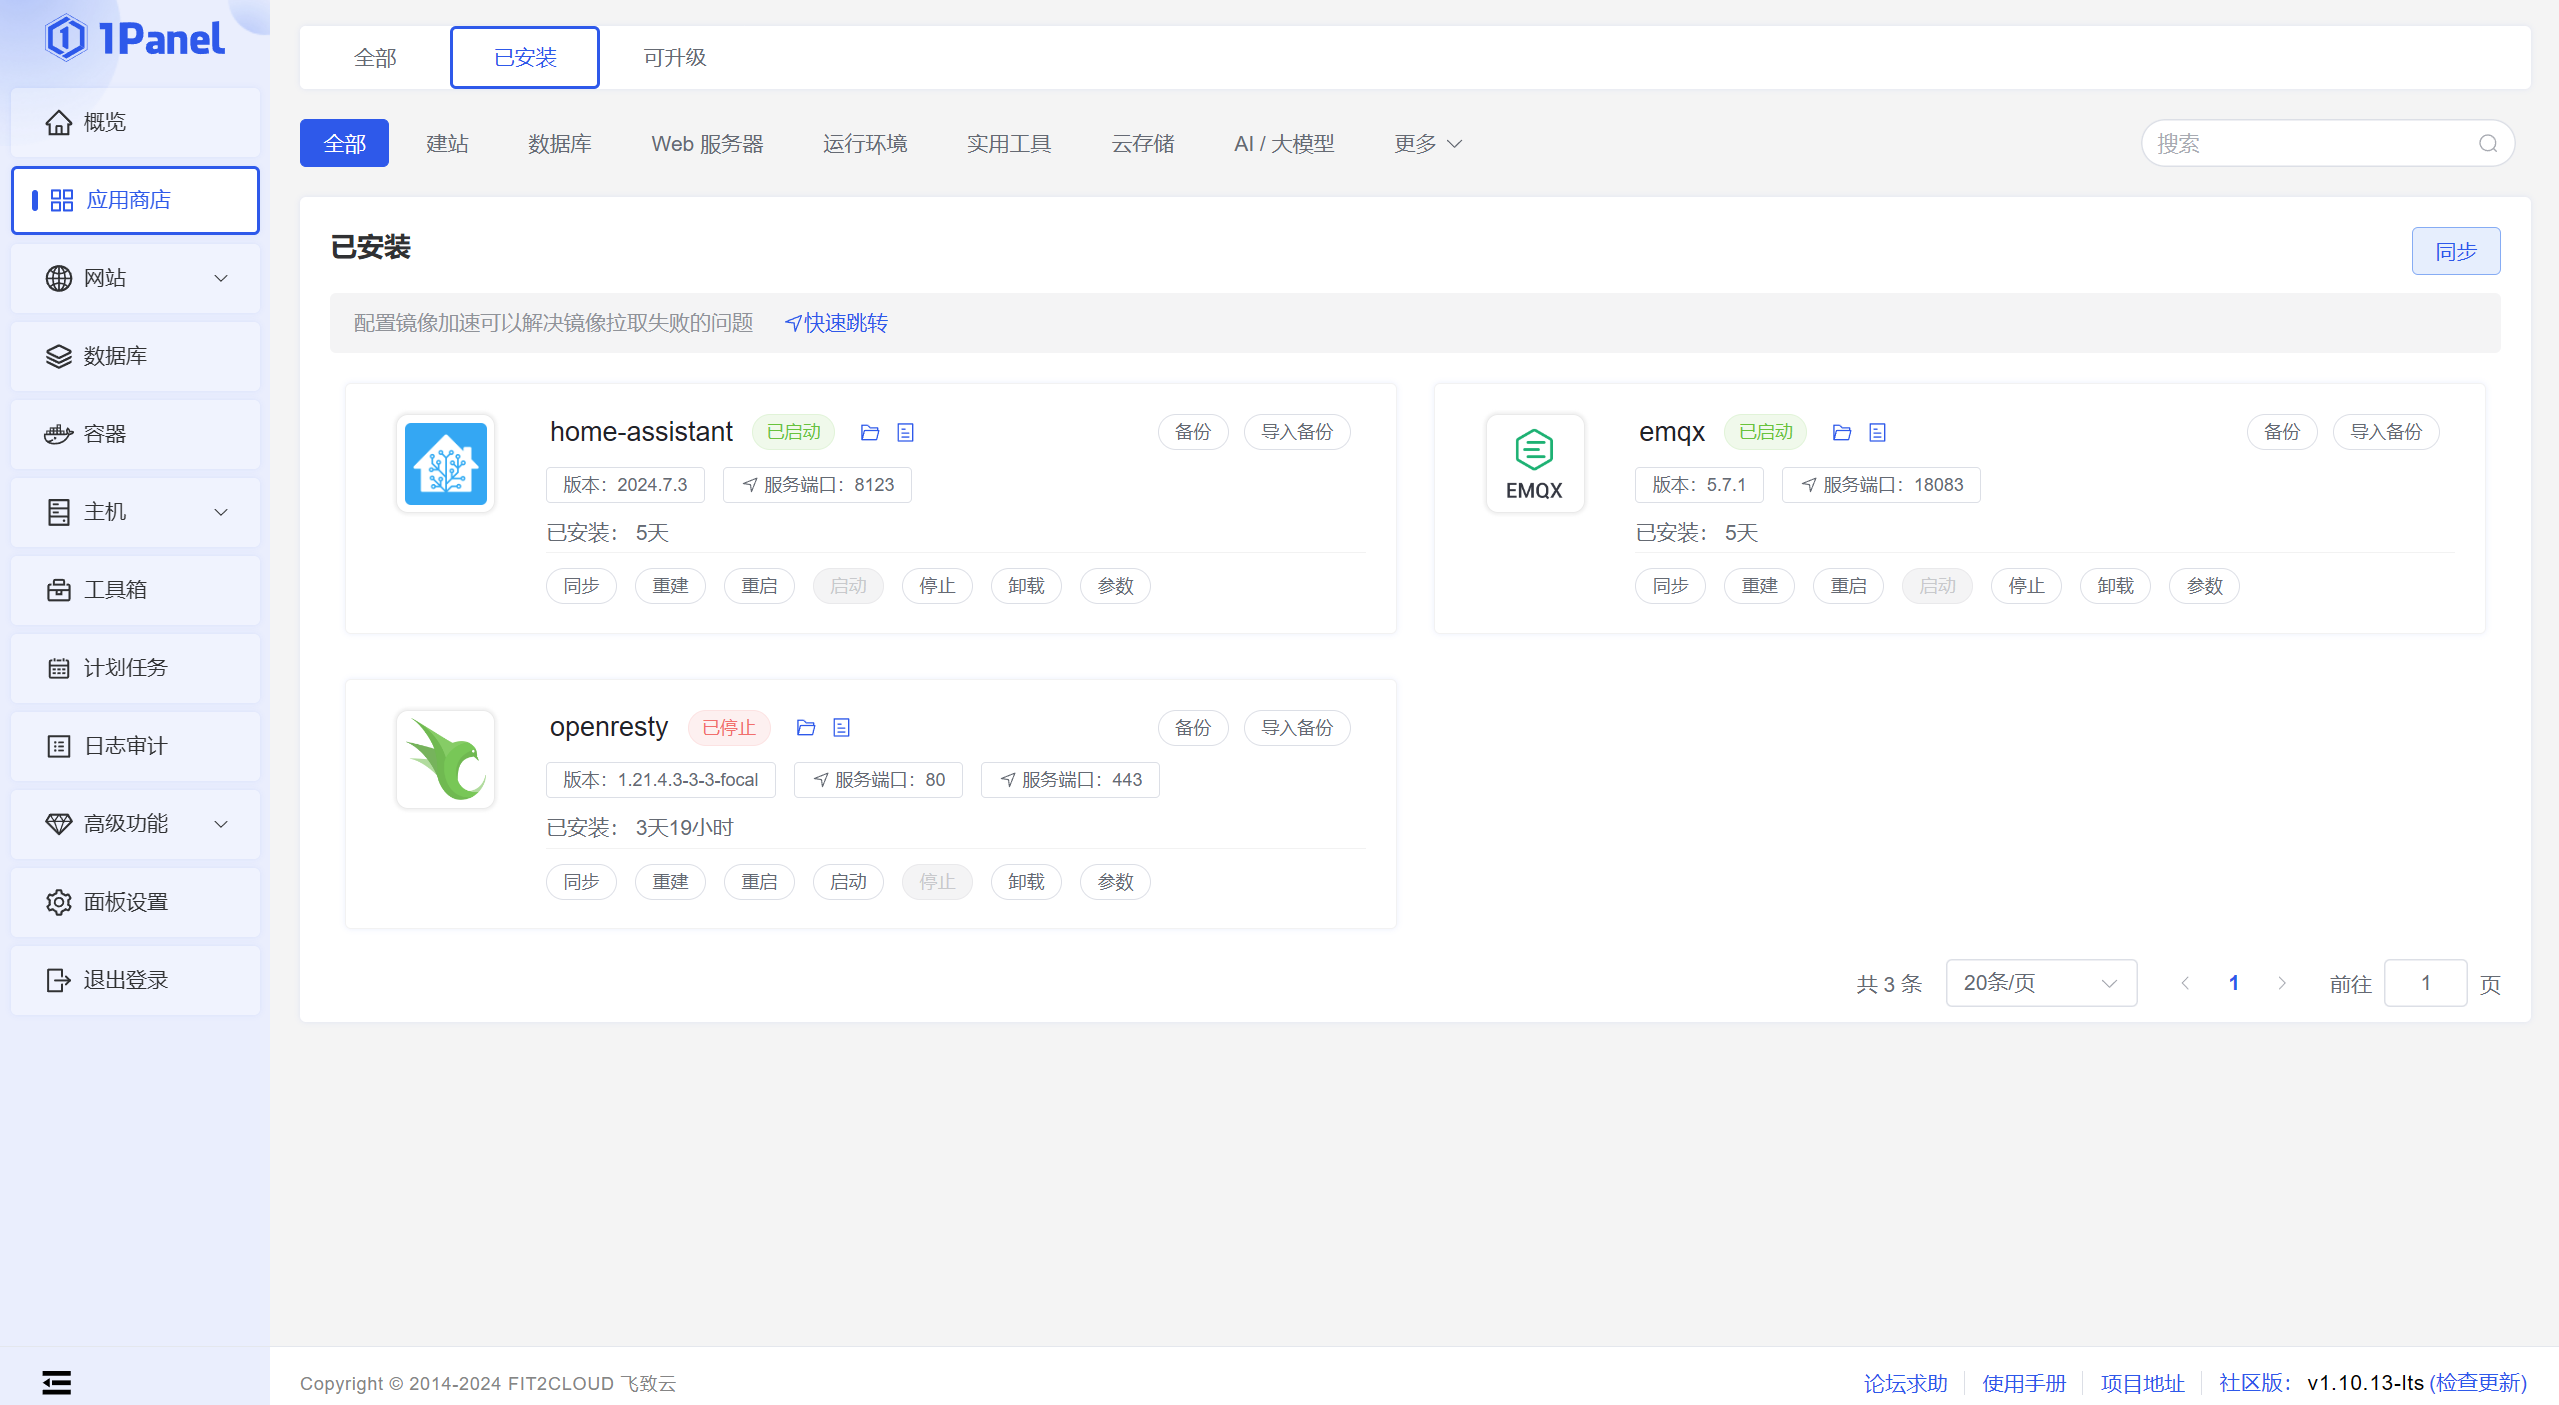 1Panel
概览
应用商店
网站
数据库
容器
主机
工具箱
计划任务
日志审计
高级功能
面板设置
退出登录
全部 已安装 可升级
全部 建站 数据库 Web 服务器 运行环境 实用工具 云存储 AI / 大模型 更多 搜索
已安装 同步
配置镜像加速可以解决镜像拉取失败的问题 快速跳转
home-assistant 已启动 备份 导入备份
版本：2024.7.3 服务端口：8123
已安装： 5天
同步 重建 重启 启动 停止 卸载 参数
EMQX
emqx 已启动 备份 导入备份
版本：5.7.1 服务端口：18083
已安装： 5天
同步 重建 重启 启动 停止 卸载 参数
openresty 已停止 备份 导入备份
版本：1.21.4.3-3-3-focal 服务端口：80 服务端口：443
已安装： 3天19小时
同步 重建 重启 启动 停止 卸载 参数
共 3 条 20条/页 1 前往 1 页
Copyright © 2014-2024 FIT2CLOUD 飞致云 论坛求助 使用手册 项目地址 社区版： v1.10.13-lts (检查更新)